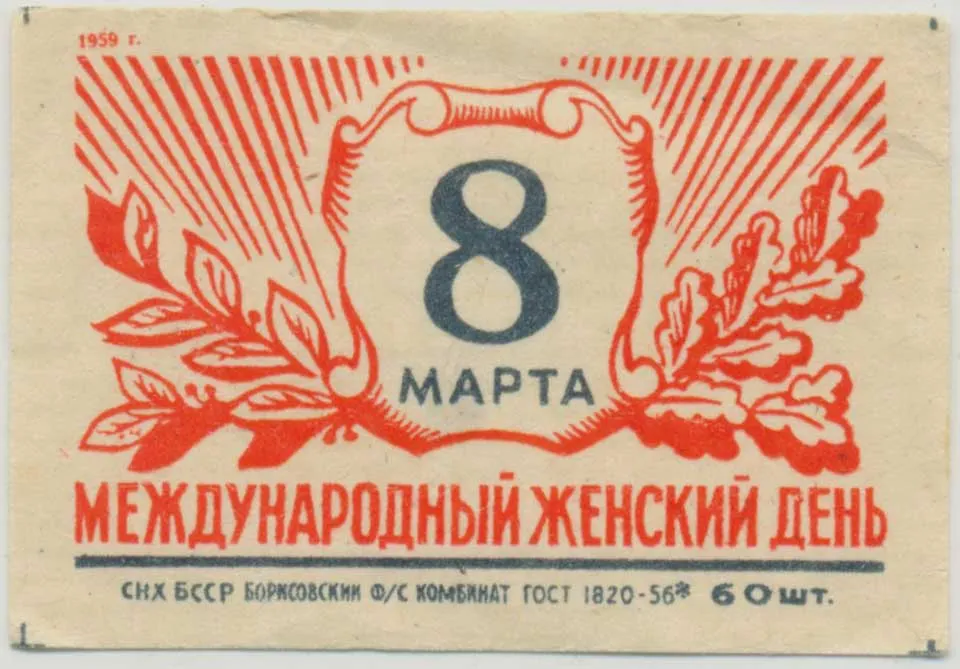 1959 г.
8
МАРТА
МЕЖДУНАРОДНЫЙ ЖЕНСКИЙ ДЕНЬ
СНХ БССР БОРИСОВСКИЙ Ф/С КОМБИНАТ ГОСТ 1820-56* 60 шт.